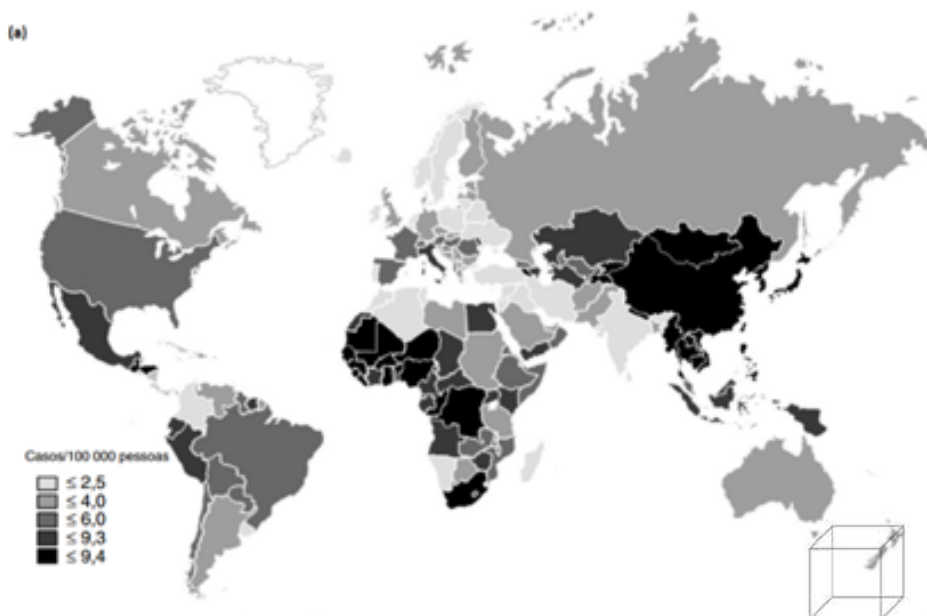 (a)
Casos/100 000 pessoas
≤ 2,5
≤ 4,0
≤ 6,0
≤ 9,3
≤ 9,4